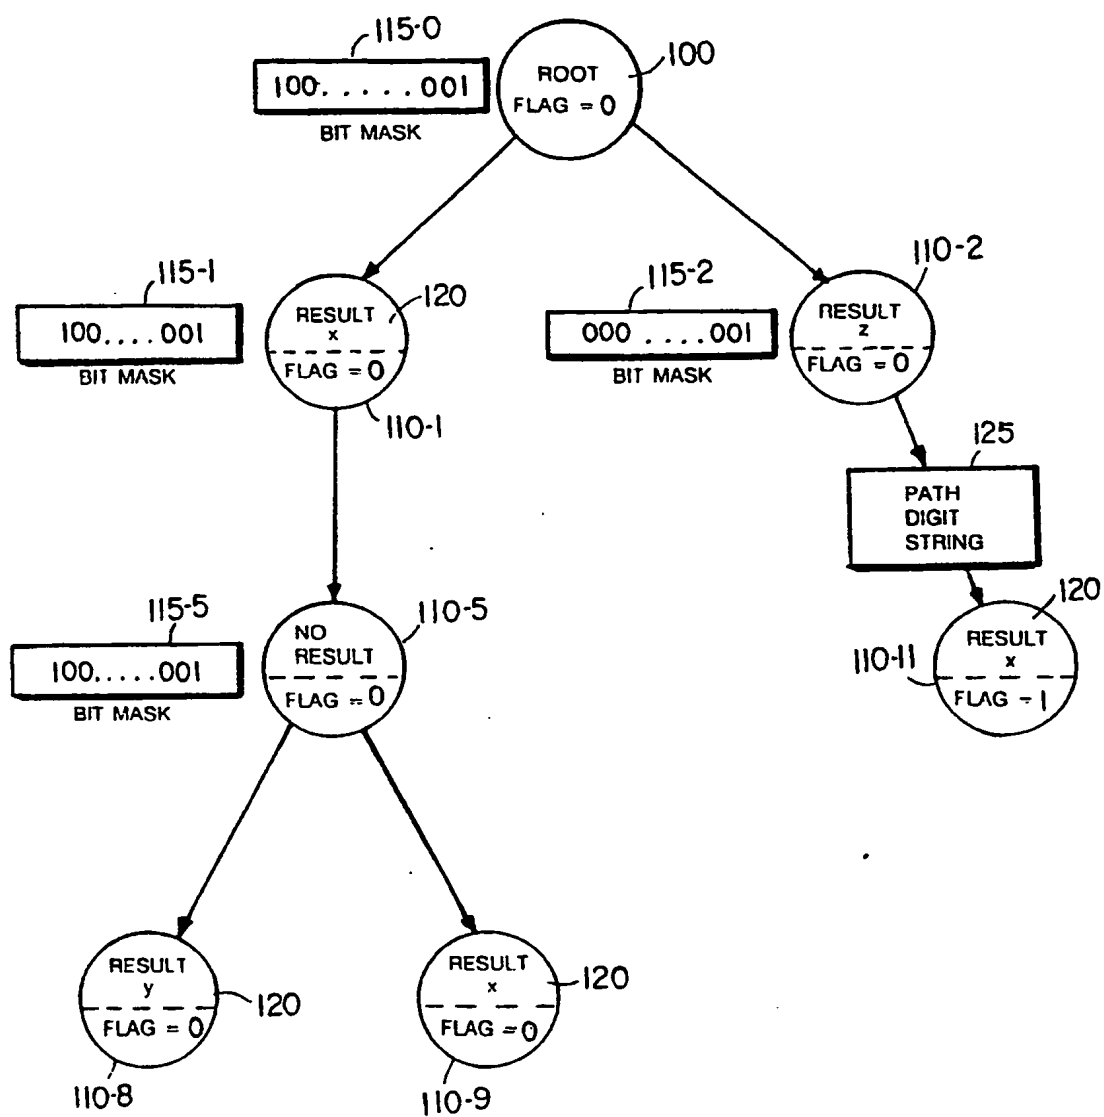 115-0
100
100.....001
ROOT
FLAG = 0
BIT MASK
110-2
115-1
120
115-2
100....001
RESULT
x
FLAG = 0
000....001
RESULT
z
FLAG = 0
BIT MASK
BIT MASK
110-1
125
PATH
DIGIT
STRING
115-5
110-5
120
100.....001
NO
RESULT
FLAG = 0
110-11
RESULT
x
FLAG = 1
BIT MASK
RESULT
y
FLAG = 0
120
RESULT
x
FLAG = 0
120
110-8
110-9